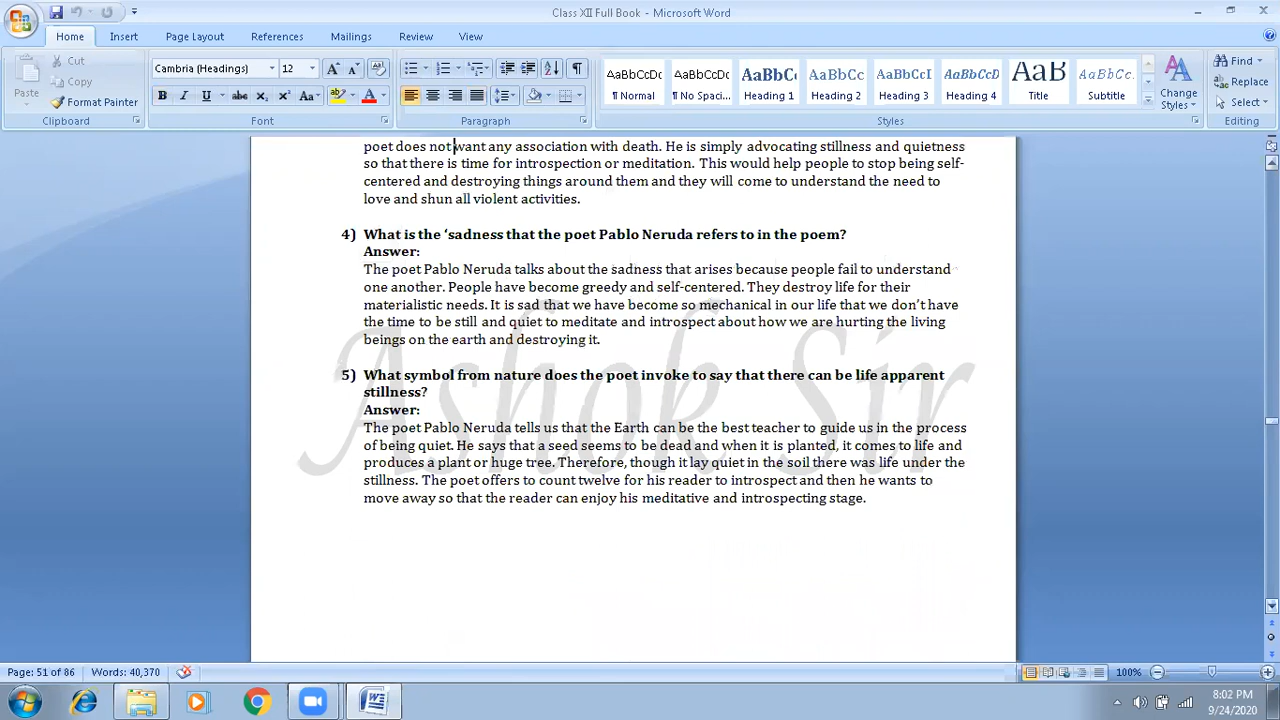 Class XII Full Book - Microsoft Word
Home Insert Page Layout References Mailings Review View
Paste
Cut
Copy
Format Painter
Clipboard
Cambria (Headings) 12
Font
Paragraph
AaBbCcDc AaBbCcDc AaBbC AaBbCc AaBbCcI AaBbCcD AaB AaBbCc.
¶ Normal ¶ No Spaci... Heading 1 Heading 2 Heading 3 Heading 4 Title Subtitle
Change Styles
Styles
Find
Replace
Select
Editing
poet does not want any association with death. He is simply advocating stillness and quietness
so that there is time for introspection or meditation. This would help people to stop being self-
centered and destroying things around them and they will come to understand the need to
love and shun all violent activities.
4) What is the ‘sadness that the poet Pablo Neruda refers to in the poem?
Answer:
The poet Pablo Neruda talks about the sadness that arises because people fail to understand
one another. People have become greedy and self-centered. They destroy life for their
materialistic needs. It is sad that we have become so mechanical in our life that we don’t have
the time to be still and quiet to meditate and introspect about how we are hurting the living
beings on the earth and destroying it.
Ashok Sir
5) What symbol from nature does the poet invoke to say that there can be life apparent
stillness?
Answer:
The poet Pablo Neruda tells us that the Earth can be the best teacher to guide us in the process
of being quiet. He says that a seed seems to be dead and when it is planted, it comes to life and
produces a plant or huge tree. Therefore, though it lay quiet in the soil there was life under the
stillness. The poet offers to count twelve for his reader to introspect and then he wants to
move away so that the reader can enjoy his meditative and introspecting stage.
Page: 51 of 86 Words: 40,370
100%
8:02 PM
9/24/2020